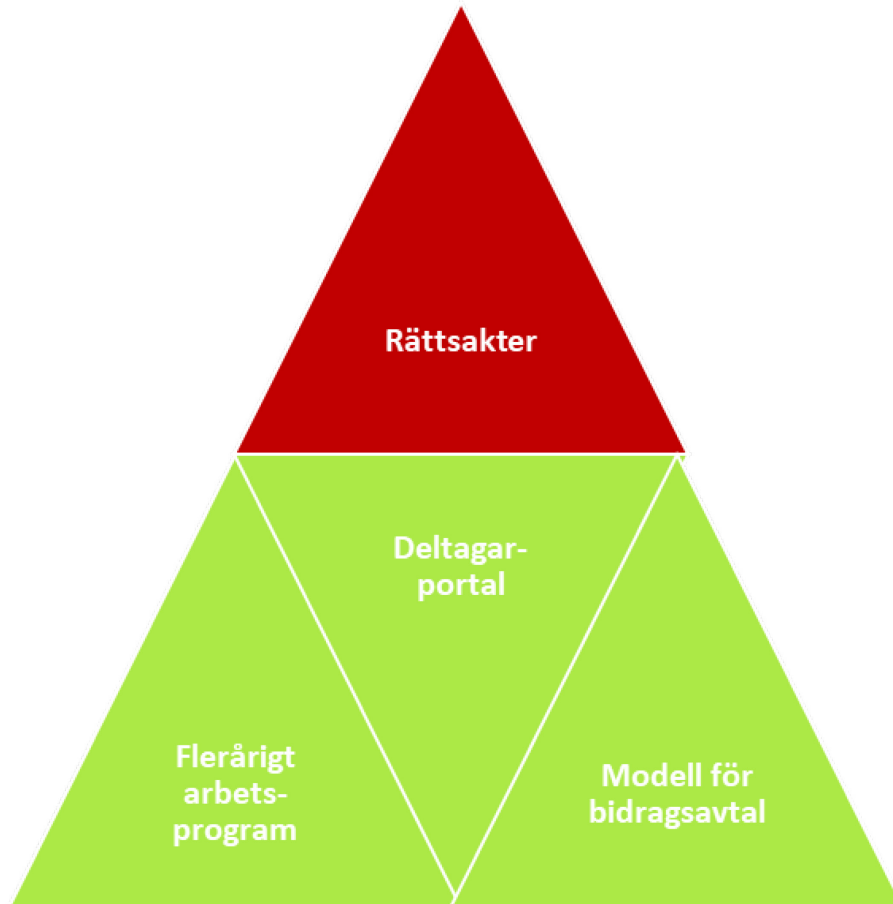 Rättsakter
Deltagar-
portal
Flerårigt
arbets-
program
Modell för
bidragsavtal